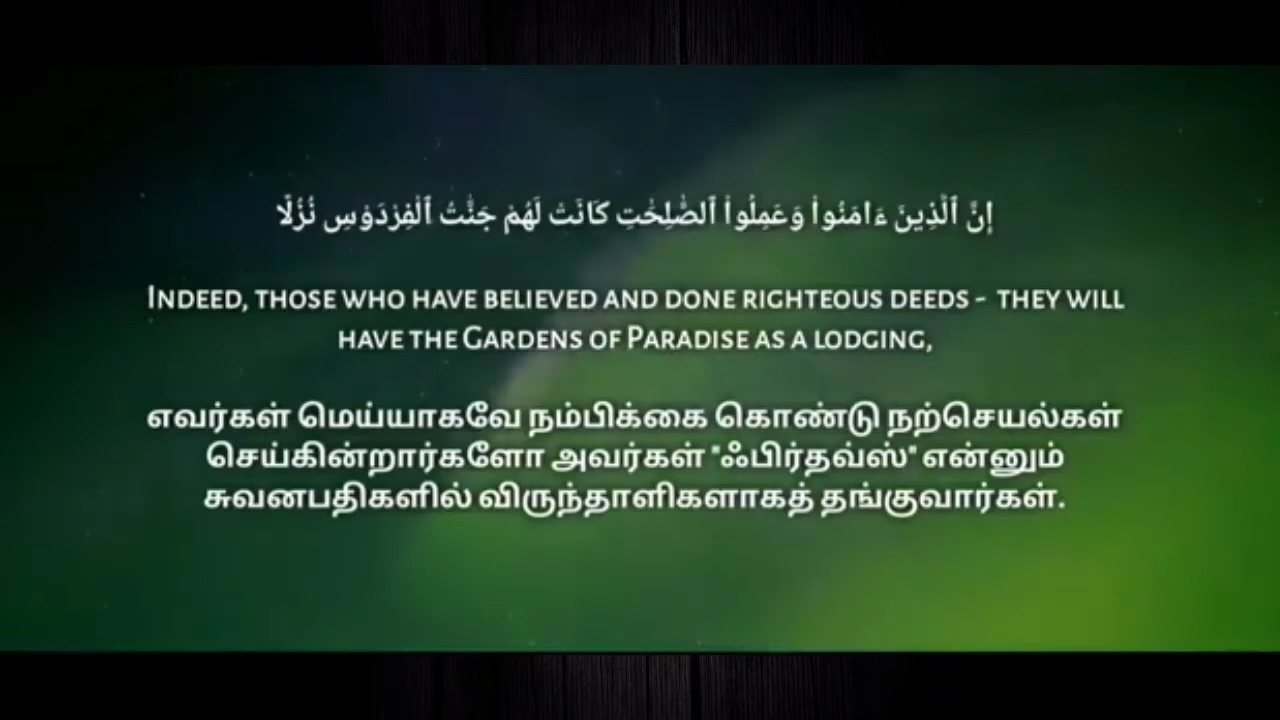 إِنَّ ٱلَّذِينَ ءَامَنُوا۟ وَعَمِلُوا۟ ٱلصَّٰلِحَٰتِ كَانَتْ لَهُمْ جَنَّٰتُ ٱلْفِرْدَوْسِ نُزُلًا
Indeed, those who have believed and done righteous deeds - they will
have the Gardens of Paradise as a lodging,
எவர்கள் மெய்யாகவே நம்பிக்கை கொண்டு நற்செயல்கள்
செய்கின்றார்களோ அவர்கள் "ஃபிர்தவ்ஸ்" என்னும்
சுவனபதிகளில் விருந்தாளிகளாகத் தங்குவார்கள்.